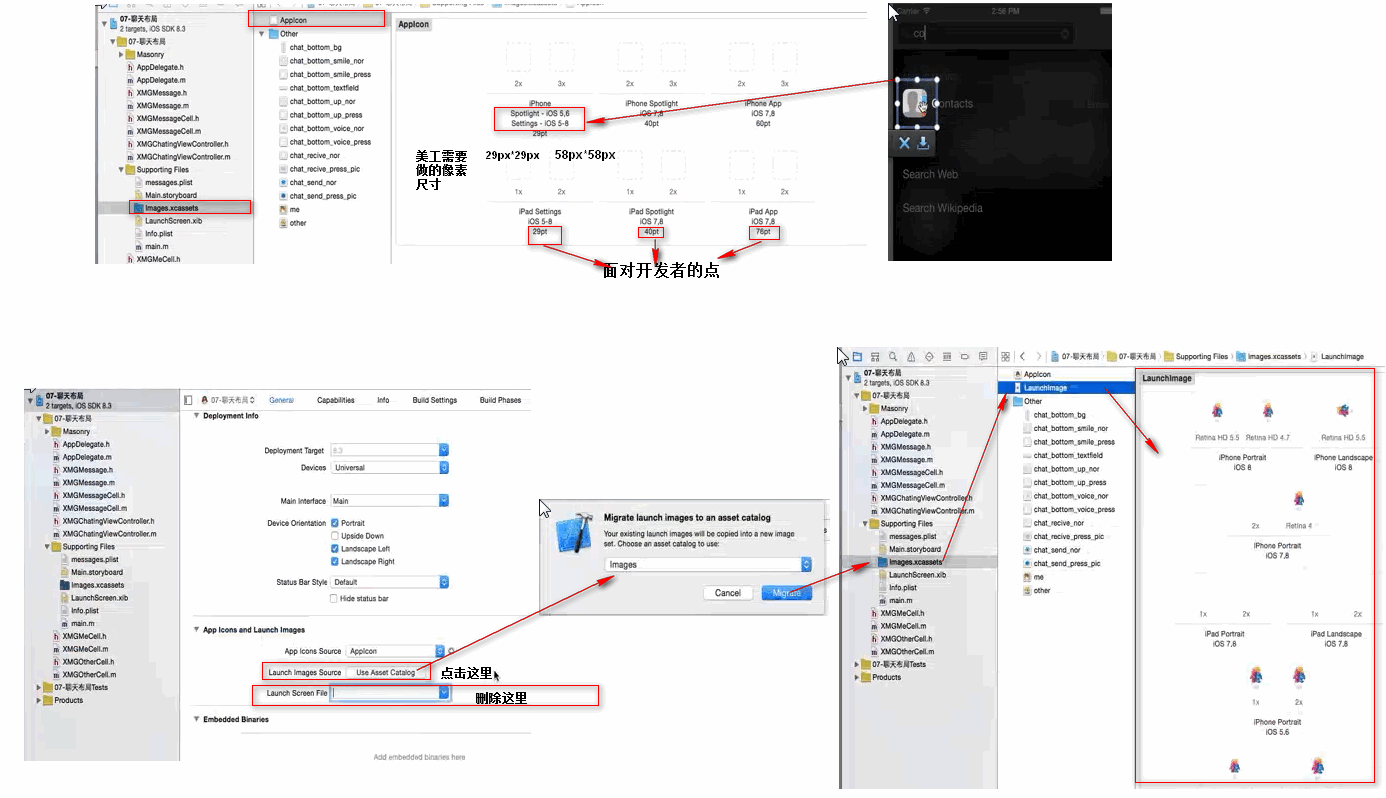 07-聊天布局
2 targets, iOS SDK 8.3
07-聊天布局
Masonry
AppDelegate.h
AppDelegate.m
XMGMessage.h
XMGMessage.m
XMGMessageCell.h
XMGMessageCell.m
XMGChatingViewController.h
XMGChatingViewController.m
Supporting Files
messages.plist
Main.storyboard
Images.xcassets
LaunchScreen.xib
Info.plist
main.m
XMGMeCell.h
AppIcon
Other
chat_bottom_bg
chat_bottom_smile_nor
chat_bottom_smile_press
chat_bottom_textfield
chat_bottom_up_nor
chat_bottom_up_press
chat_bottom_voice_nor
chat_bottom_voice_press
chat_recive_nor
chat_recive_press_pic
chat_send_nor
chat_send_press_pic
me
other
AppIcon
2x 3x 2x 3x 2x 3x
iPhone
Spotlight - iOS 5,6
Settings - iOS 5-8
29pt
iPhone Spotlight
iOS 7,8
40pt
iPhone App
iOS 7,8
60pt
美工需要
做的像素
尺寸
29px*29px 58px*58px
1x 2x 1x 2x 1x 2x
iPad Settings
iOS 5-8
29pt
iPad Spotlight
iOS 7,8
40pt
iPad App
iOS 7,8
76pt
面对开发者的点
2:56 PM
co
Contacts
Search Web
Search Wikipedia
07-聊天布局
2 targets, iOS SDK 8.3
07-聊天布局
Masonry
AppDelegate.h
AppDelegate.m
XMGMessage.h
XMGMessage.m
XMGMessageCell.h
XMGMessageCell.m
XMGChatingViewController.h
XMGChatingViewController.m
Supporting Files
messages.plist
Main.storyboard
Images.xcassets
LaunchScreen.xib
Info.plist
main.m
XMGMeCell.h
XMGMeCell.m
XMGOtherCell.h
XMGOtherCell.m
07-聊天布局Tests
Products
07-聊天布局 General Capabilities Info Build Settings Build Phases
Deployment Info
Deployment Target 8.3
Devices Universal
Main Interface Main
Device Orientation Portrait
Upside Down
Landscape Left
Landscape Right
Status Bar Style Default
Hide status bar
App Icons and Launch Images
App Icons Source AppIcon
Launch Images Source Use Asset Catalog 点击这里
Launch Screen File 删除这里
Embedded Binaries
Add embedded binaries here
Migrate launch images to an asset catalog
Your existing launch images will be copied into a new image
set. Choose an asset catalog to use:
Images
Cancel Migrate
07-聊天布局 07-聊天布局 Supporting Files Images.xcassets LaunchImage
07-聊天布局
2 targets, iOS SDK 8.3
07-聊天布局
Masonry
AppDelegate.h
AppDelegate.m
XMGMessage.h
XMGMessage.m
XMGMessageCell.h
XMGMessageCell.m
XMGChatingViewController.h
XMGChatingViewController.m
Supporting Files
messages.plist
Main.storyboard
Images.xcassets
LaunchScreen.xib
Info.plist
main.m
XMGMeCell.h
XMGMeCell.m
XMGOtherCell.h
XMGOtherCell.m
07-聊天布局Tests
Products
AppIcon
LaunchImage
Other
chat_bottom_bg
chat_bottom_smile_nor
chat_bottom_smile_press
chat_bottom_textfield
chat_bottom_up_nor
chat_bottom_up_press
chat_bottom_voice_nor
chat_bottom_voice_press
chat_recive_nor
chat_recive_press_pic
chat_send_nor
chat_send_press_pic
me
other
LaunchImage
Retina HD 5.5 Retina HD 4.7 Retina HD 5.5
iPhone Portrait
iOS 8
iPhone Landscape
iOS 8
2x Retina 4
iPhone Portrait
iOS 7,8
1x 2x 1x 2x
iPad Portrait
iOS 7,8
iPad Landscape
iOS 7,8
1x 2x
iPhone Portrait
iOS 5,6